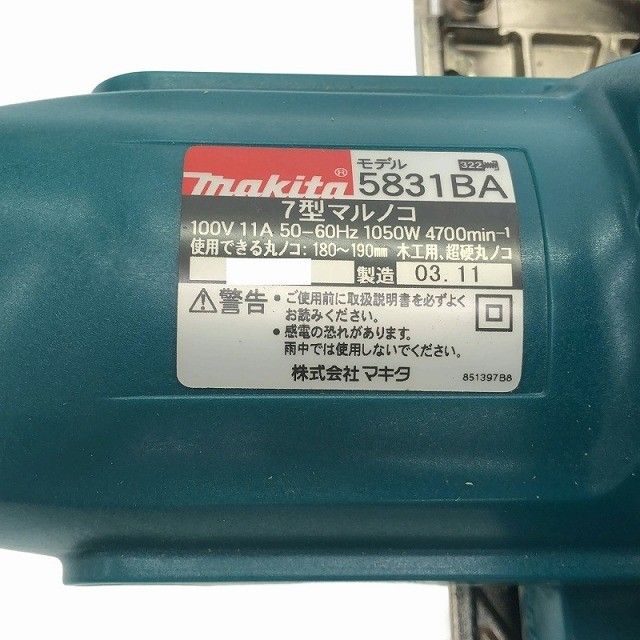 makita® モデル 5831BA 322
7型マルノコ
100V 11A 50-60Hz 1050W 4700min⁻¹
使用できる丸ノコ:180~190mm 木工用、超硬丸ノコ
製造 03.11
警告 ●ご使用前に取扱説明書を必ずよく
お読みください。
●感電の恐れがあります。
雨中では使用しないでください。
株式会社マキタ 851397B8